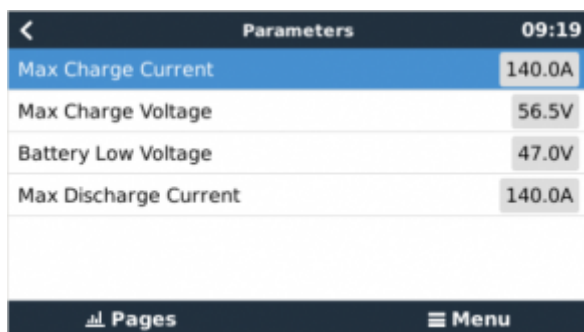 Parameters 09:19
Max Charge Current 140.0A
Max Charge Voltage 56.5V
Battery Low Voltage 47.0V
Max Discharge Current 140.0A
Pages Menu